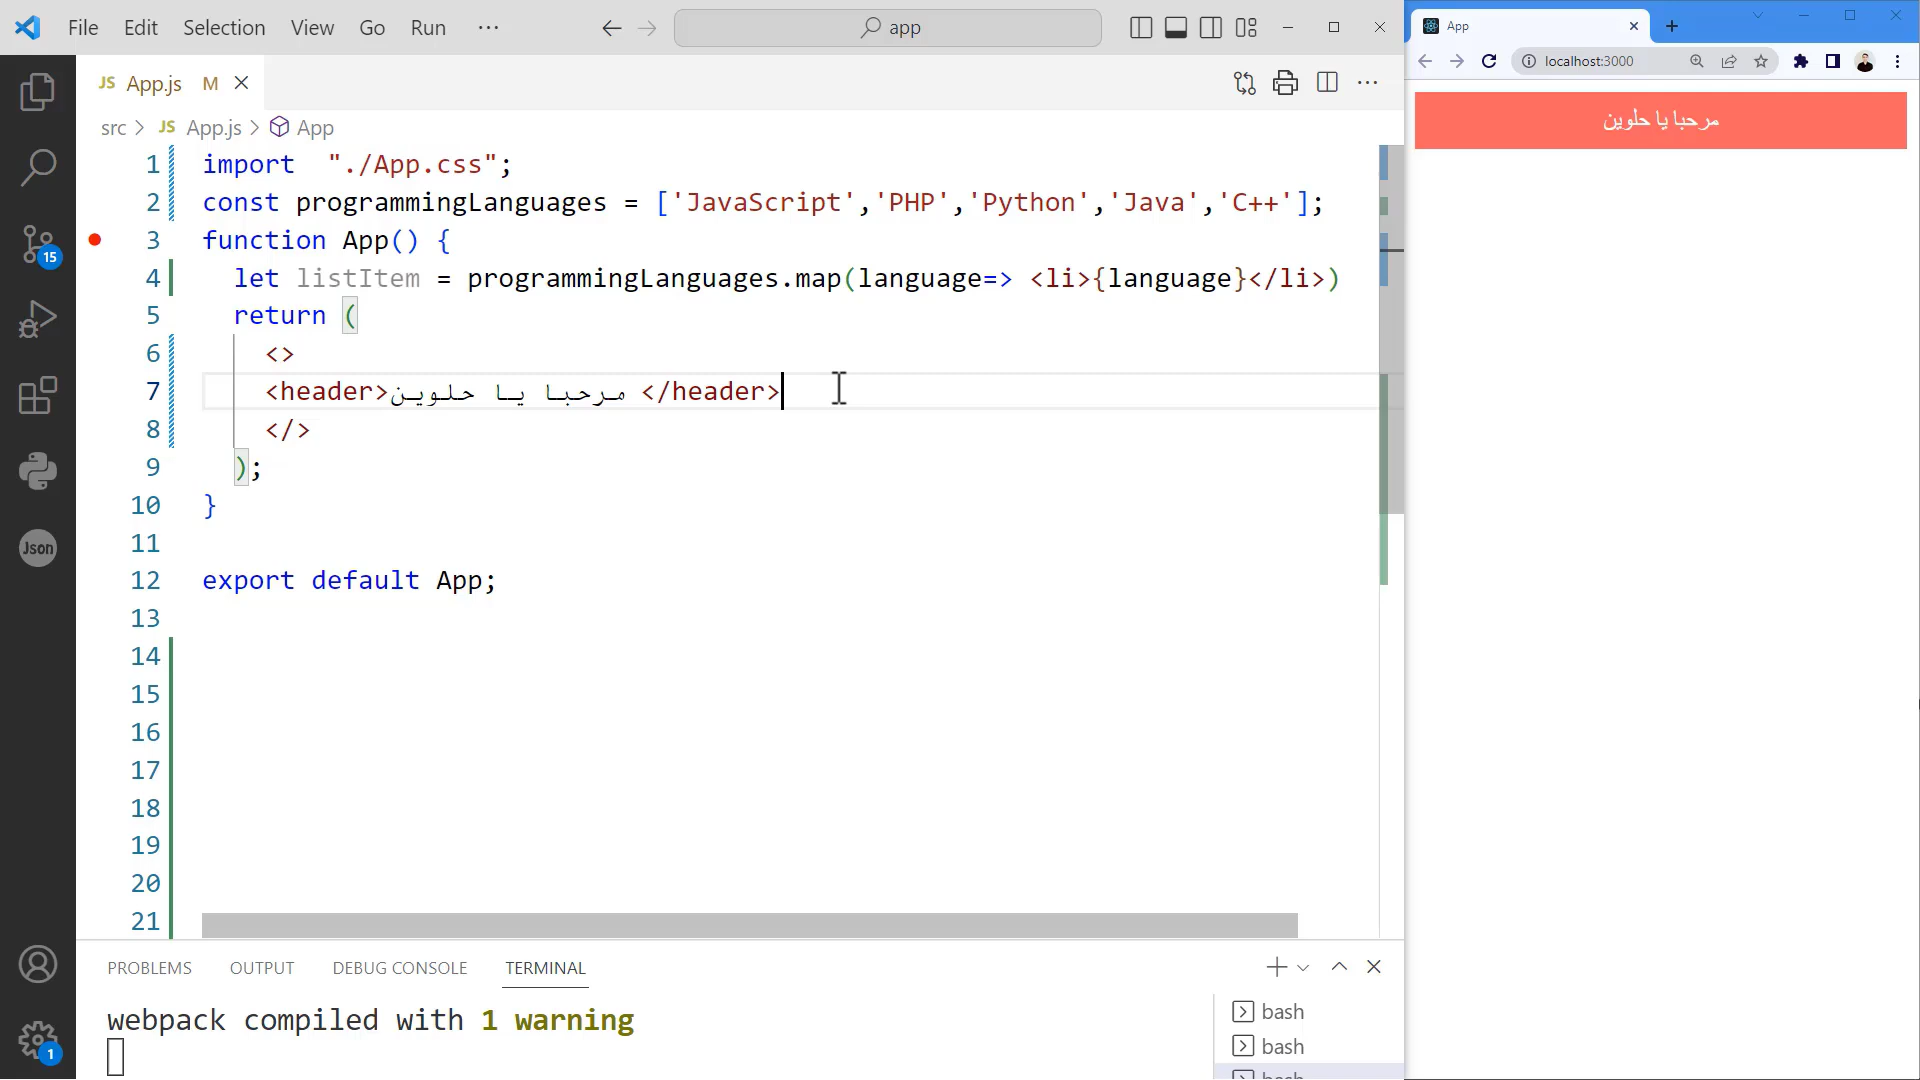 File Edit Selection View Go Run ··· app
JS App.js M
src > JS App.js > App
1 import "./App.css";
2 const programmingLanguages = ['JavaScript','PHP','Python','Java','C++'];
3 function App() {
4 let listItem = programmingLanguages.map(language=> <li>{language}</li>)
5 return (
6 <>
7 <header>مرحبا يا حلوين </header>
8 </>
9 );
10 }
11
12 export default App;
13
14
15
16
17
18
19
20
21
15
Json
1
PROBLEMS OUTPUT DEBUG CONSOLE TERMINAL
webpack compiled with 1 warning
bash
bash
bash
App
localhost:3000
مرحبا يا حلوين